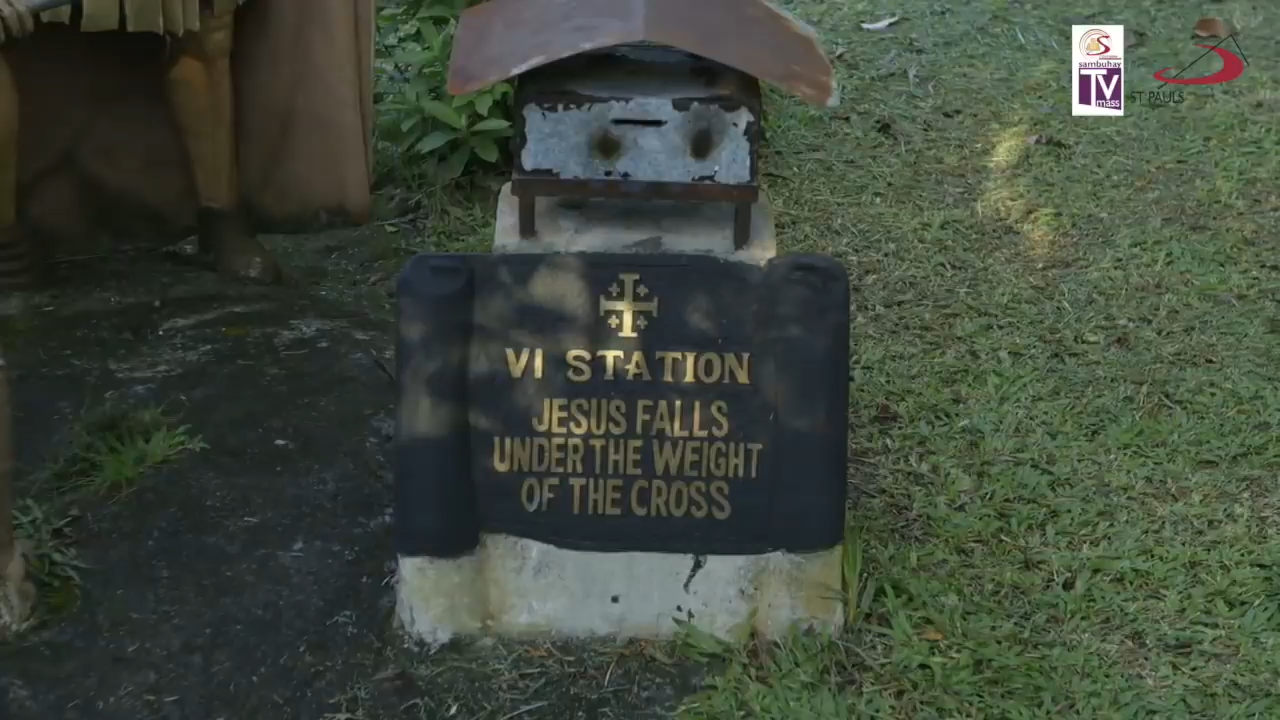 sambuhay
TV
mass
ST PAULS
VI STATION
JESUS FALLS
UNDER THE WEIGHT
OF THE CROSS